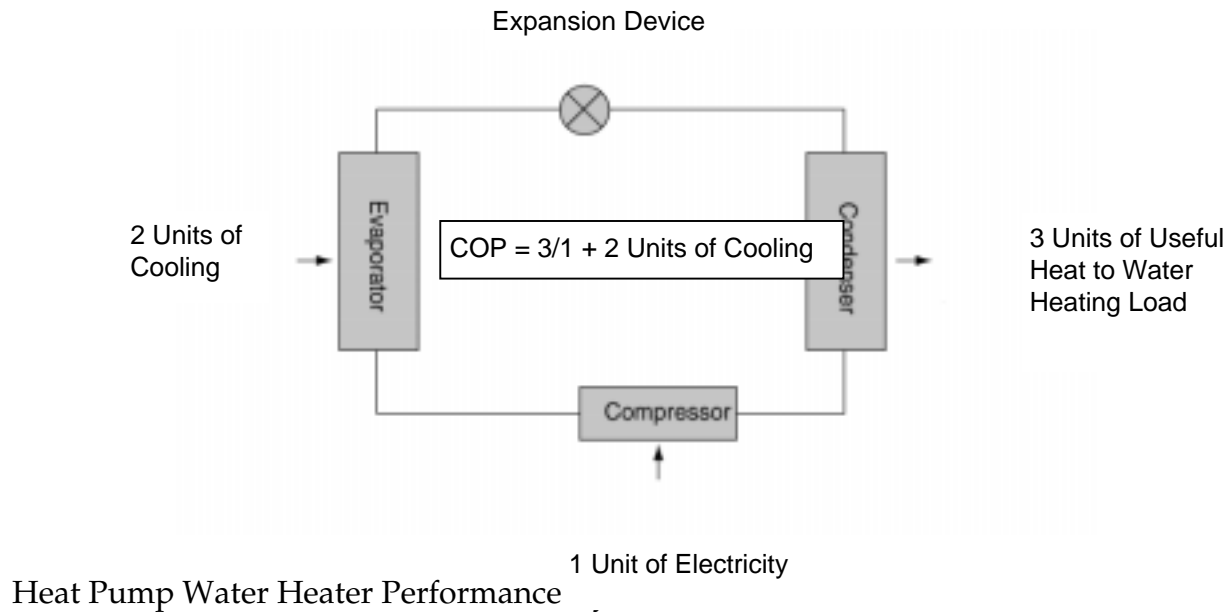 Expansion Device
Evaporator
2 Units of
Cooling
COP = 3/1 + 2 Units of Cooling
Condenser
3 Units of Useful
Heat to Water
Heating Load
Compressor
1 Unit of Electricity
Heat Pump Water Heater Performance